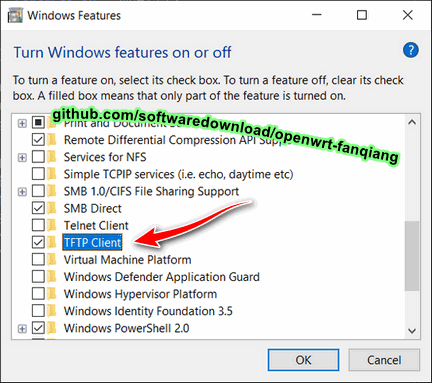 Windows Features
Turn Windows features on or off
To turn a feature on, select its check box. To turn a feature off, clear its check
box. A filled box means that only part of the feature is turned on.
Print and Document
github.com/softwaredownload/openwrt-fanqiang
Remote Differential Compression API Supp
Services for NFS
Simple TCPIP services (i.e. echo, daytime etc)
SMB 1.0/CIFS File Sharing Support
SMB Direct
Telnet Client
TFTP Client
Virtual Machine Platform
Windows Defender Application Guard
Windows Hypervisor Platform
Windows Identity Foundation 3.5
Windows PowerShell 2.0
OK
Cancel